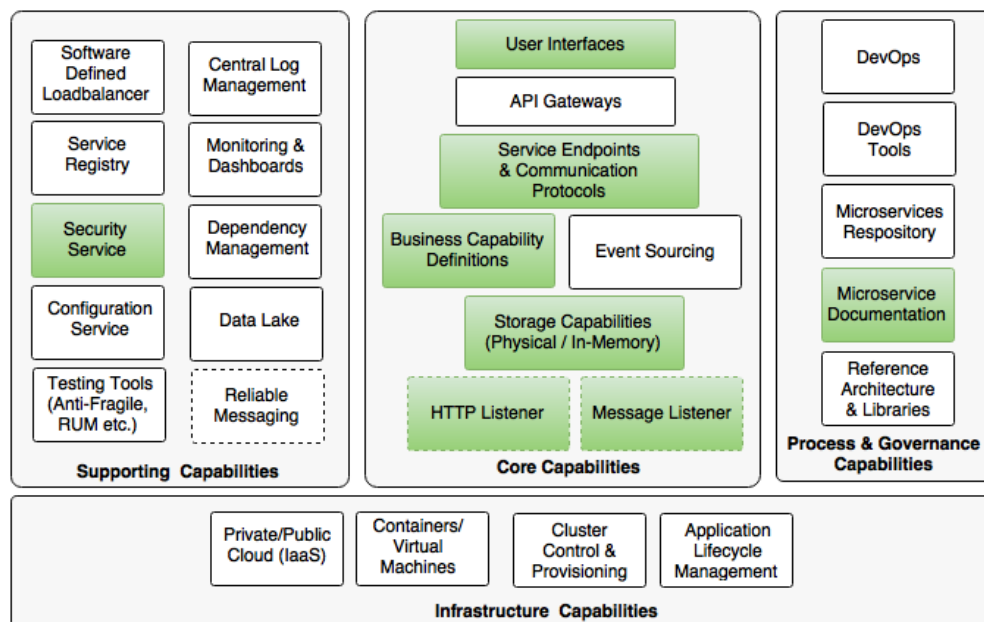 Software
Defined
Loadbalancer
Central Log
Management
Service
Registry
Monitoring &
Dashboards
Security
Service
Dependency
Management
Configuration
Service
Data Lake
Testing Tools
(Anti-Fragile,
RUM etc.)
Reliable
Messaging
Supporting Capabilities
User Interfaces
API Gateways
Service Endpoints
& Communication
Protocols
Business Capability
Definitions
Event Sourcing
Storage Capabilities
(Physical / In-Memory)
HTTP Listener
Message Listener
Core Capabilities
DevOps
DevOps
Tools
Microservices
Respository
Microservice
Documentation
Reference
Architecture
& Libraries
Process & Governance
Capabilities
Private/Public
Cloud (IaaS)
Containers/
Virtual
Machines
Cluster
Control &
Provisioning
Application
Lifecycle
Management
Infrastructure Capabilities